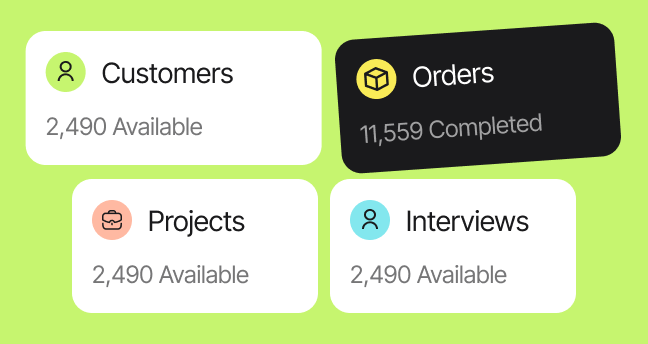 Customers
2,490 Available
Orders
11,559 Completed
Projects
2,490 Available
Interviews
2,490 Available